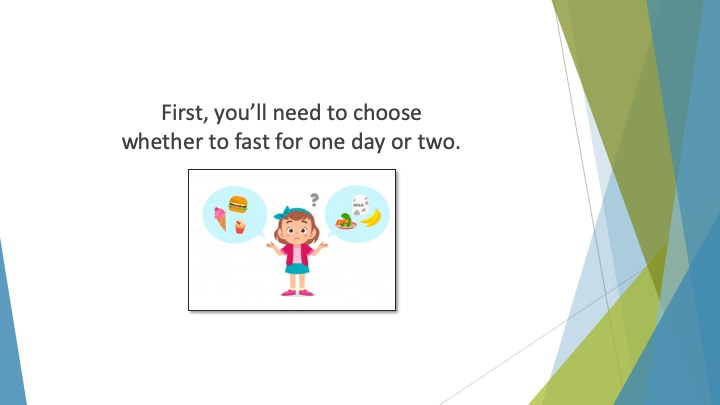 First, you’ll need to choose
whether to fast for one day or two.
?